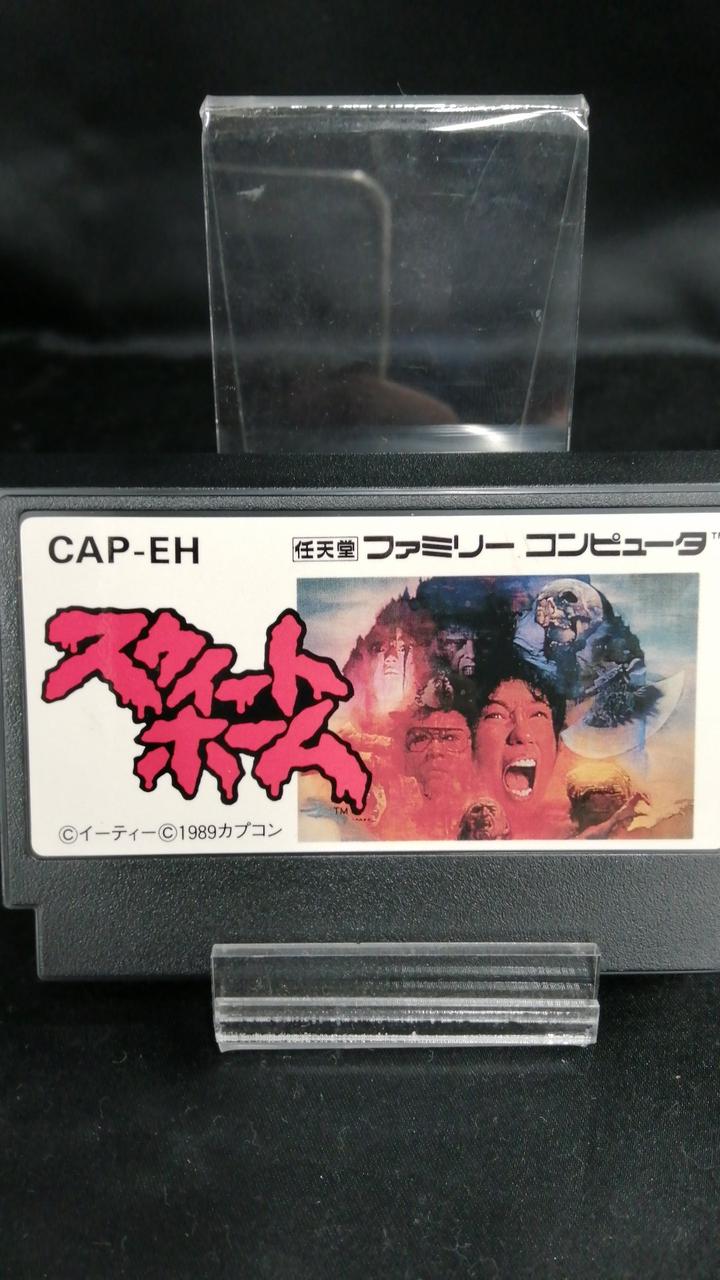 CAP-EH
任天堂 ファミリー コンピュータ™
スウィート
ホーム
TM
©イーティー©1989カプコン